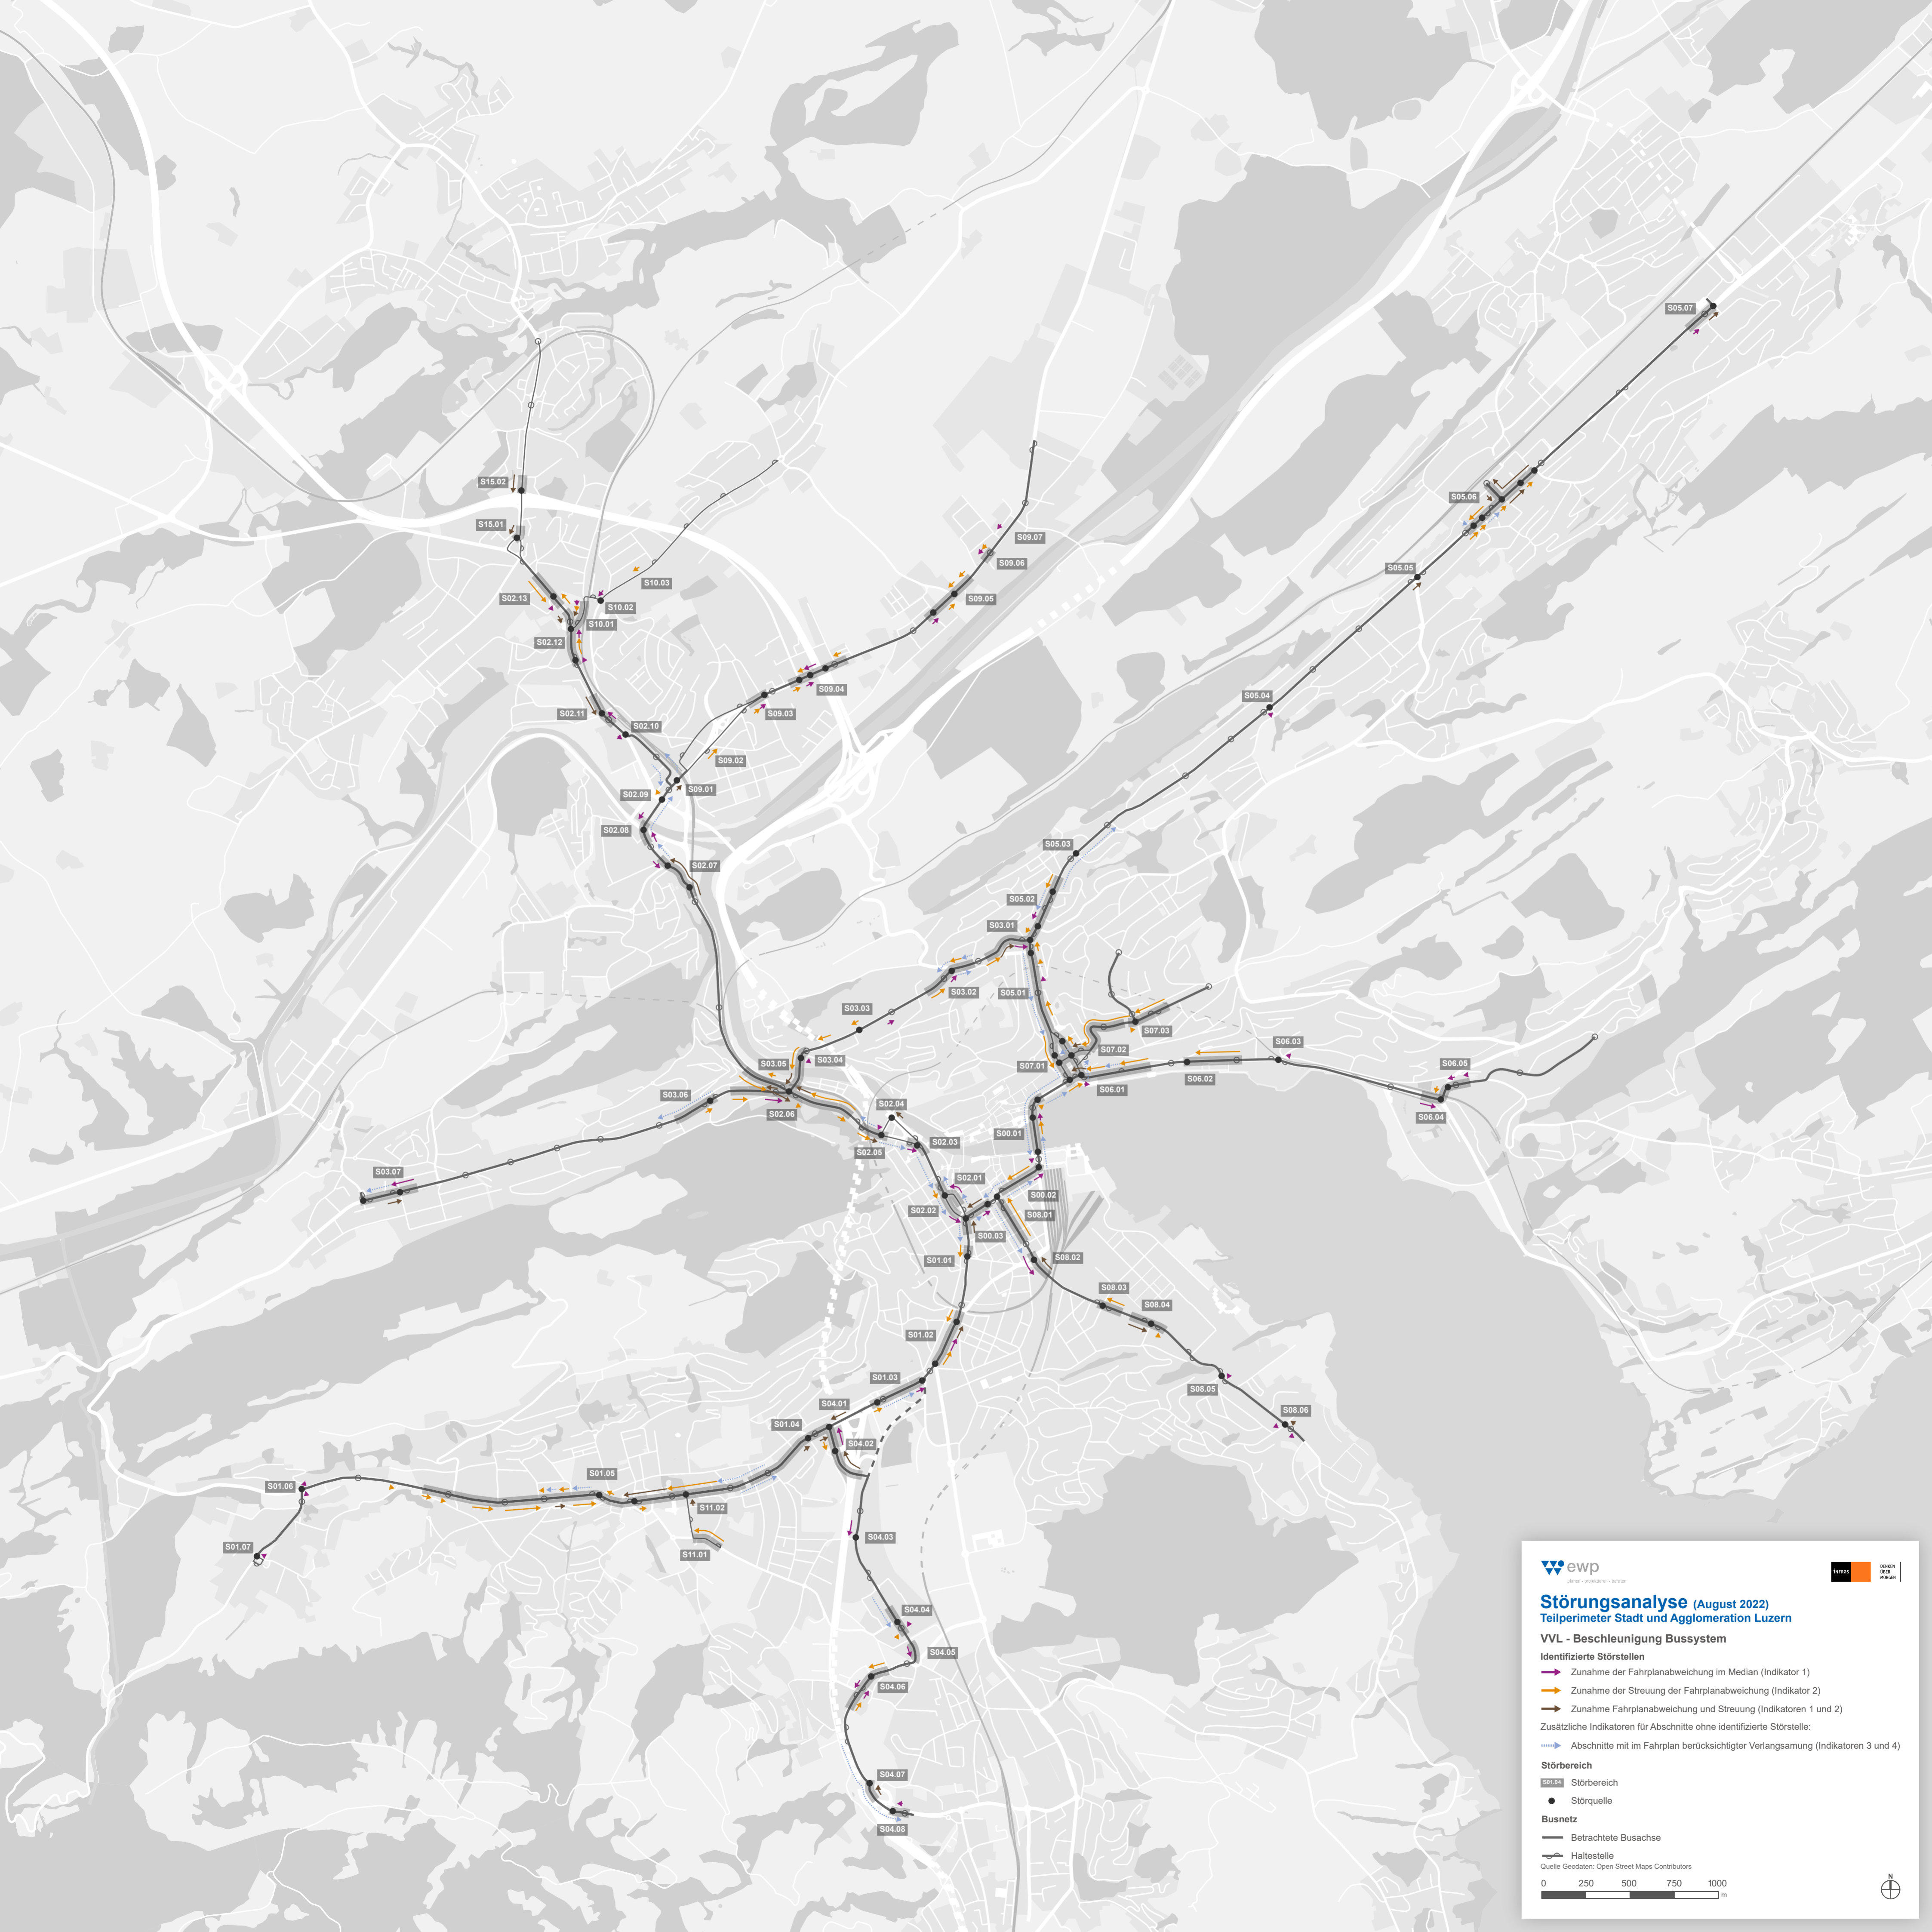 S05.07
S15.02
S05.06
S15.01
S09.07
S09.06
S05.05
S10.03
S02.13
S09.05
S10.02
S10.01
S02.12
S09.04
S05.04
S02.11
S09.03
S02.10
S09.02
S09.01
S02.09
S02.08
S05.03
S02.07
S05.02
S03.01
S03.02
S05.01
S03.03
S07.03
S06.03
S07.02
S03.04
S03.05
S07.01
S06.05
S06.02
S06.01
S03.06
S02.04
S02.06
S06.04
S00.01
S02.03
S02.05
S03.07
S02.01
S00.02
S02.02
S08.01
S00.03
S01.01
S08.02
S08.03
S08.04
S01.02
S01.03
S08.05
S04.01
S08.06
S01.04
S04.02
S01.05
S01.06
S11.02
S04.03
S01.07
S11.01
S04.04
S04.05
S04.06
S04.07
S04.08
ewp
infras
DENKEN
ÜBER
MORGEN
Störungsanalyse (August 2022)
Teilperimeter Stadt und Agglomeration Luzern
VVL - Beschleunigung Bussystem
Identifizierte Störstellen
Zunahme der Fahrplanabweichung im Median (Indikator 1)
Zunahme der Streuung der Fahrplanabweichung (Indikator 2)
Zunahme Fahrplanabweichung und Streuung (Indikatoren 1 und 2)
Zusätzliche Indikatoren für Abschnitte ohne identifizierte Störstelle:
Abschnitte mit im Fahrplan berücksichtigter Verlangsamung (Indikatoren 3 und 4)
Störbereich
S01.04 Störbereich
Störquelle
Busnetz
Betrachtete Busachse
Haltestelle
Quelle Geodaten: Open Street Maps Contributors
0 250 500 750 1000
m
N